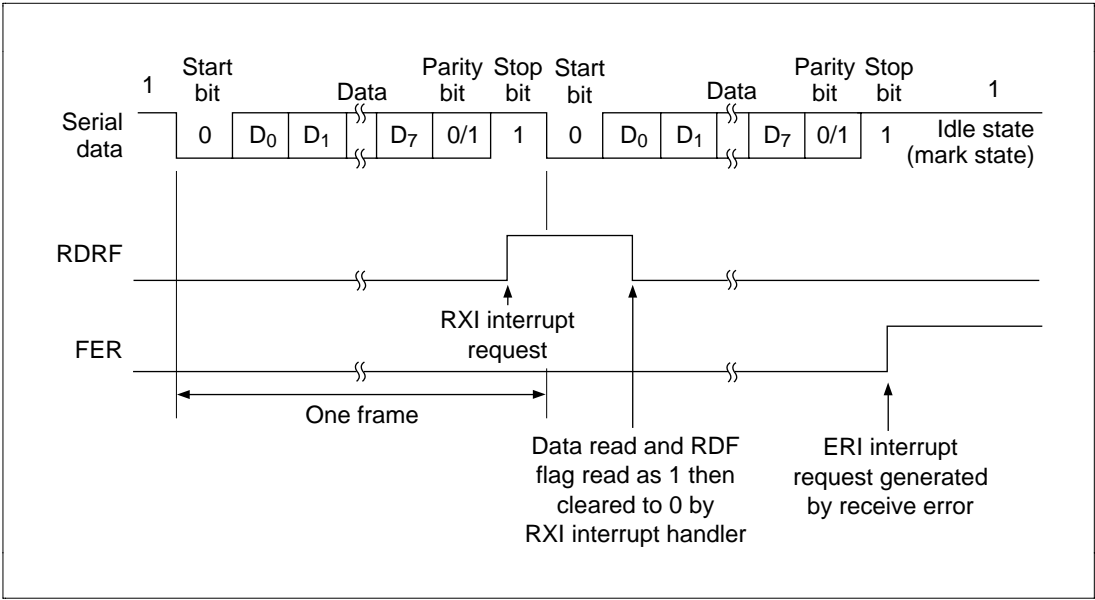 1
Start
bit
Data
Parity
bit
Stop
bit
Start
bit
Data
Parity
bit
Stop
bit
1
Serial
data
0 D₀ D₁ D₇ 0/1 1 0 D₀ D₁ D₇ 0/1 1
Idle state
(mark state)
RDRF
RXI interrupt
request
FER
One frame
Data read and RDF
flag read as 1 then
cleared to 0 by
RXI interrupt handler
ERI interrupt
request generated
by receive error